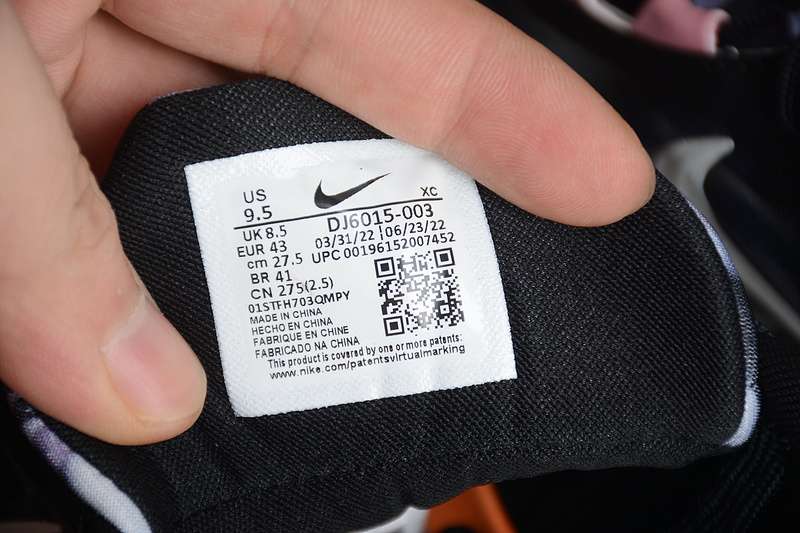 US
9.5
XC
UK 8.5
DJ6015-003
EUR 43
03/31/22 | 06/23/22
cm 27.5
UPC 00196152007452
BR 41
CN 275(2.5)
01STFH703QMPY
MADE IN CHINA
HECHO EN CHINA
FABRIQUE EN CHINE
FABRICADO NA CHINA
This product is covered by one or more patents:
www.nike.com/patentsvirtualmarking